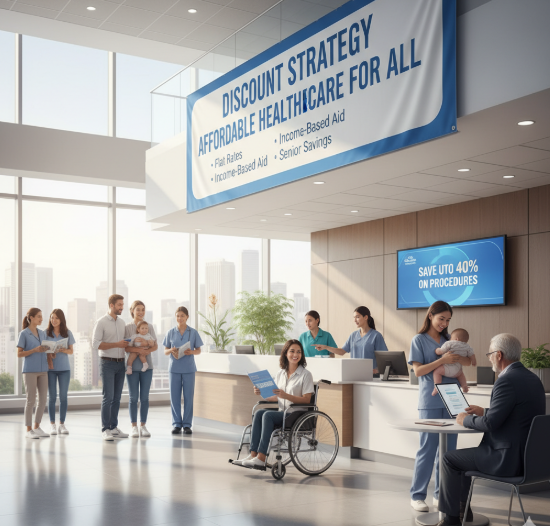 DISCOUNT STRATEGY
AFFORDABLE HEALTHCARE FOR ALL
• Flat Rates
• Income-Based Aid
• Income-Based Aid
• Senior Savings
SAVE UTO 40%
ON PROCEDURES